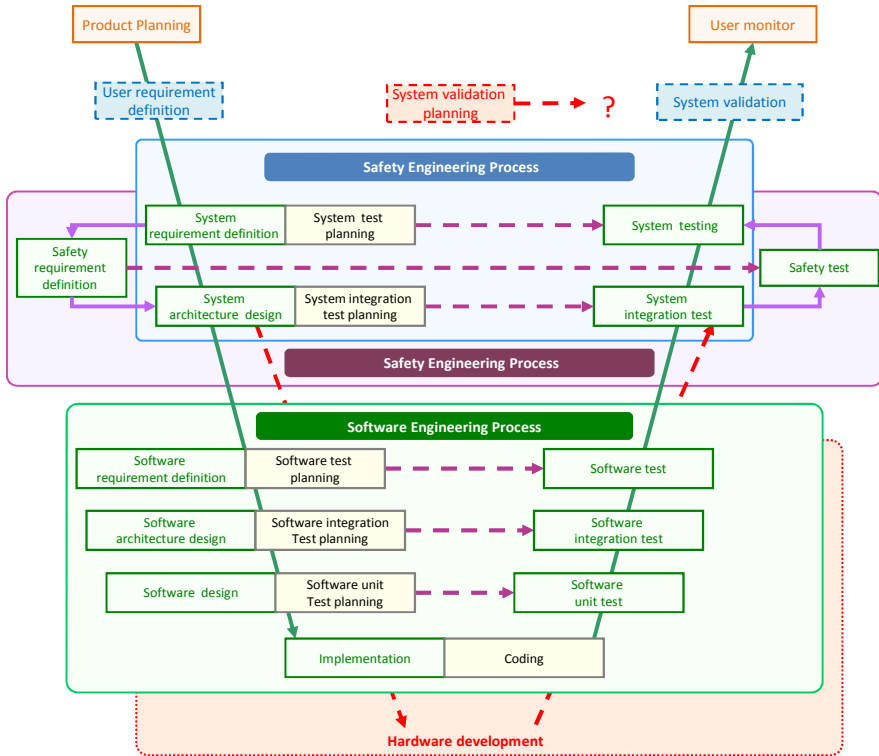 Product Planning
User monitor
User requirement
definition
System validation
planning
?
System validation
Safety Engineering Process
System
requirement definition
System test
planning
System testing
Safety
requirement
definition
Safety test
System
architecture design
System integration
test planning
System
integration test
Safety Engineering Process
Software Engineering Process
Software
requirement definition
Software test
planning
Software test
Software
architecture design
Software integration
Test planning
Software
integration test
Software design
Software unit
Test planning
Software
unit test
Implementation
Coding
Hardware development